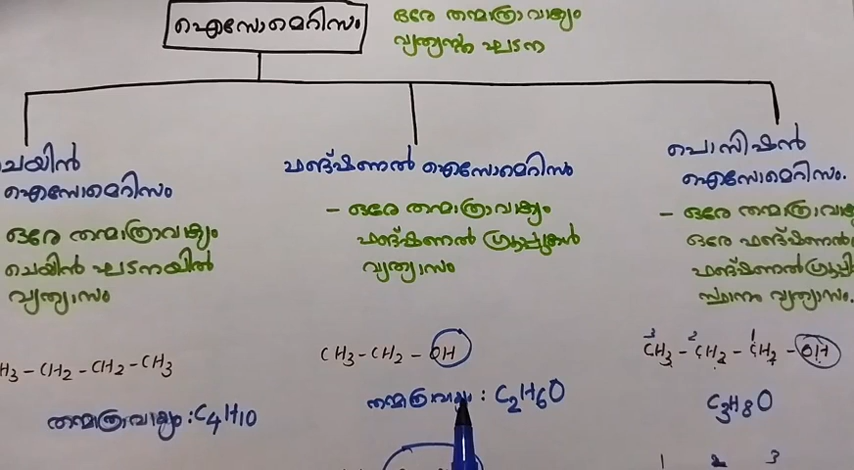 ഐസോമെറിസം
ഒരേ തന്മാത്രാവാക്യം
വ്യത്യസ്ത ഘടന
ചെയിൻ
ഐസോമെറിസം
ഒരേ തന്മാത്രാവാക്യം
ചെയിൻ ഘടനയിൽ
വ്യത്യാസം
H3 – CH2 – CH2 – CH3
തന്മാത്രാവാക്യം : C4H10
ഫങ്ഷണൽ ഐസോമെറിസം
– ഒരേ തന്മാത്രാവാക്യം
ഫങ്ഷണൽ ഗ്രൂപ്പുകൾ
വ്യത്യാസം
CH3 – CH2 – OH
തന്മാത്രാവാക്യം : C2H6O
പൊസിഷൻ
ഐസോമെറിസം.
– ഒരേ തന്മാത്രാവാക്യ
ഒരേ ഫങ്ഷണൽ
ഫങ്ഷണൽ ഗ്രൂപ്പി
സ്ഥാന വ്യത്യാസം.
3 2 1
CH3 – CH2 – CH2 – OH
C3H8O
1 2 3